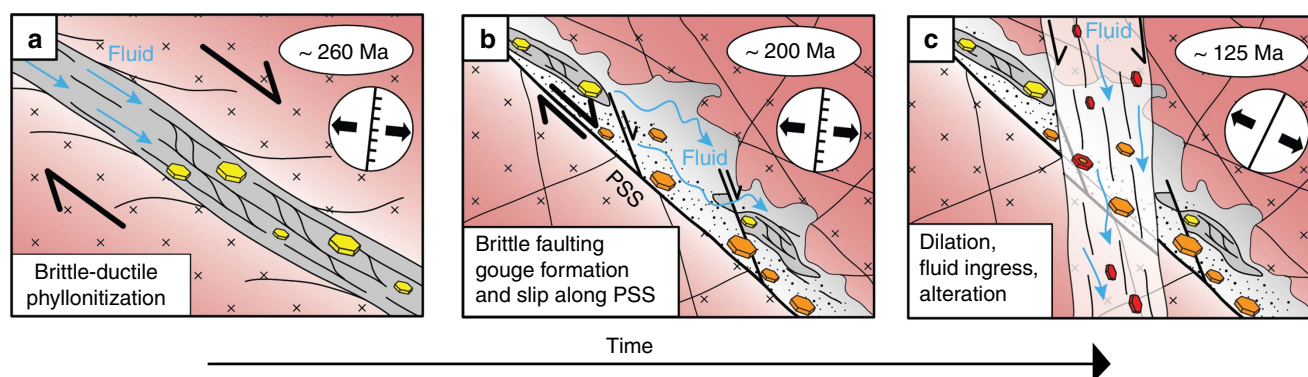 a
Fluid
~ 260 Ma
Brittle-ductile
phyllonitization
b
~ 200 Ma
Fluid
PSS
Brittle faulting
gouge formation
and slip along PSS
c
Fluid
~ 125 Ma
Dilation,
fluid ingress,
alteration
Time